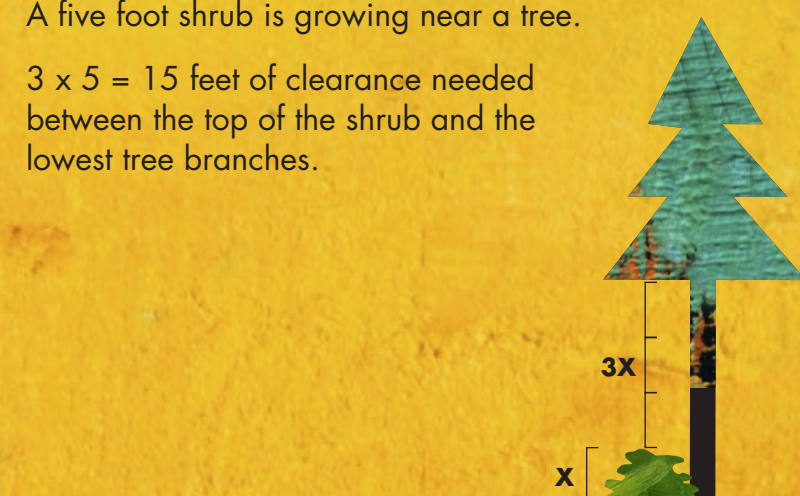 A five foot shrub is growing near a tree.
3 x 5 = 15 feet of clearance needed
between the top of the shrub and the
lowest tree branches.
3X
X